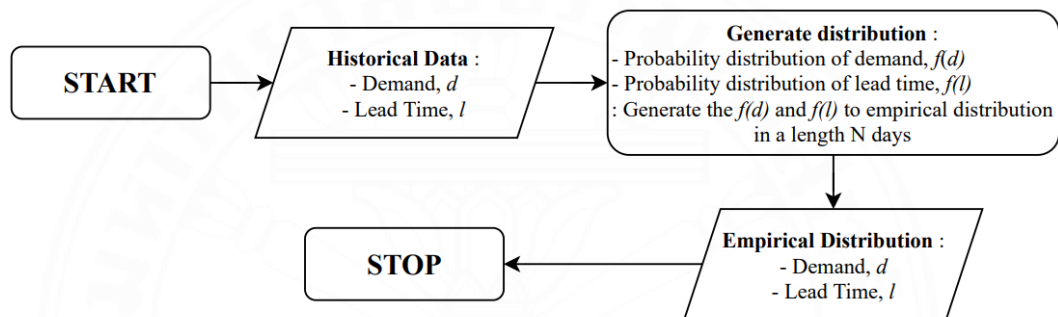 START
Historical Data :
- Demand, d
- Lead Time, l
Generate distribution :
- Probability distribution of demand, f(d)
- Probability distribution of lead time, f(l)
: Generate the f(d) and f(l) to empirical distribution
in a length N days
Empirical Distribution :
- Demand, d
- Lead Time, l
STOP